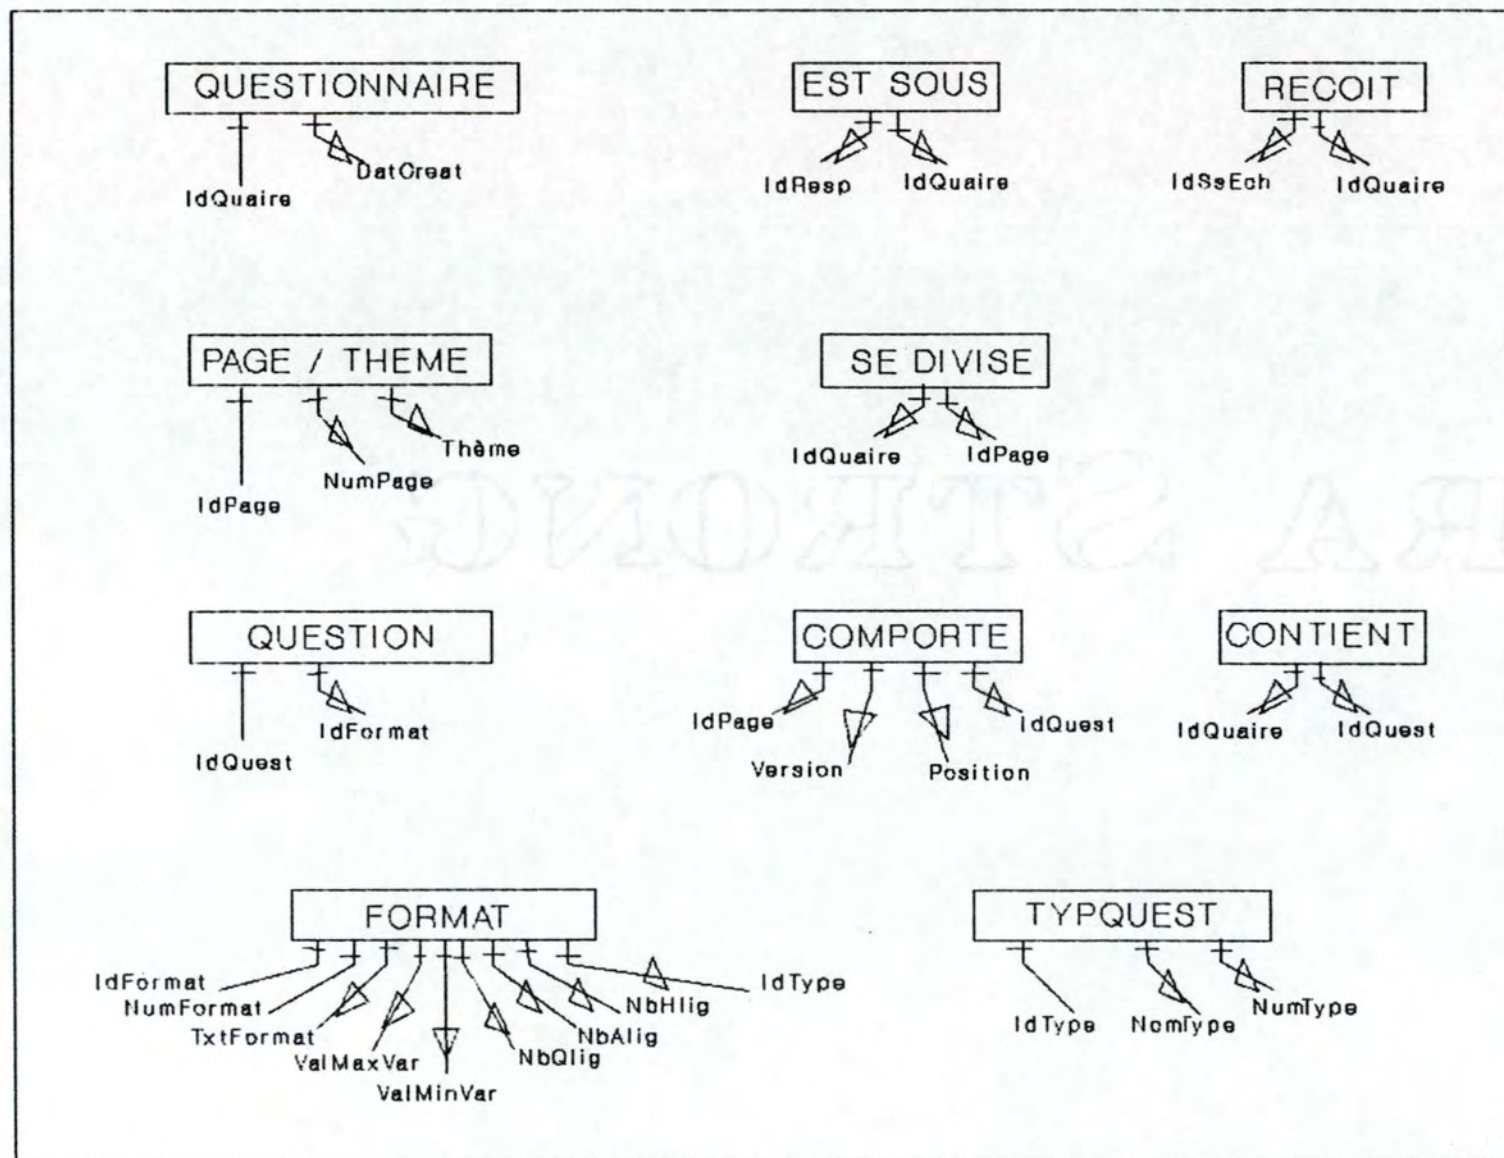 QUESTIONNAIRE
EST SOUS
RECOIT
DatCreat
IdQuaire
IdResp
IdQuaire
IdSsEch
IdQuaire
PAGE / THEME
SE DIVISE
Thème
NumPage
IdPage
IdQuaire
IdPage
RA STRONG
QUESTION
COMPORTE
CONTIENT
IdFormat
IdQuest
IdPage
Version
Position
IdQuest
IdQuaire
IdQuest
FORMAT
TYPQUEST
IdFormat
NumFormat
TxtFormat
ValMaxVar
ValMinVar
NbQlig
NbAlig
NbHlig
IdType
IdType
NomType
NumType